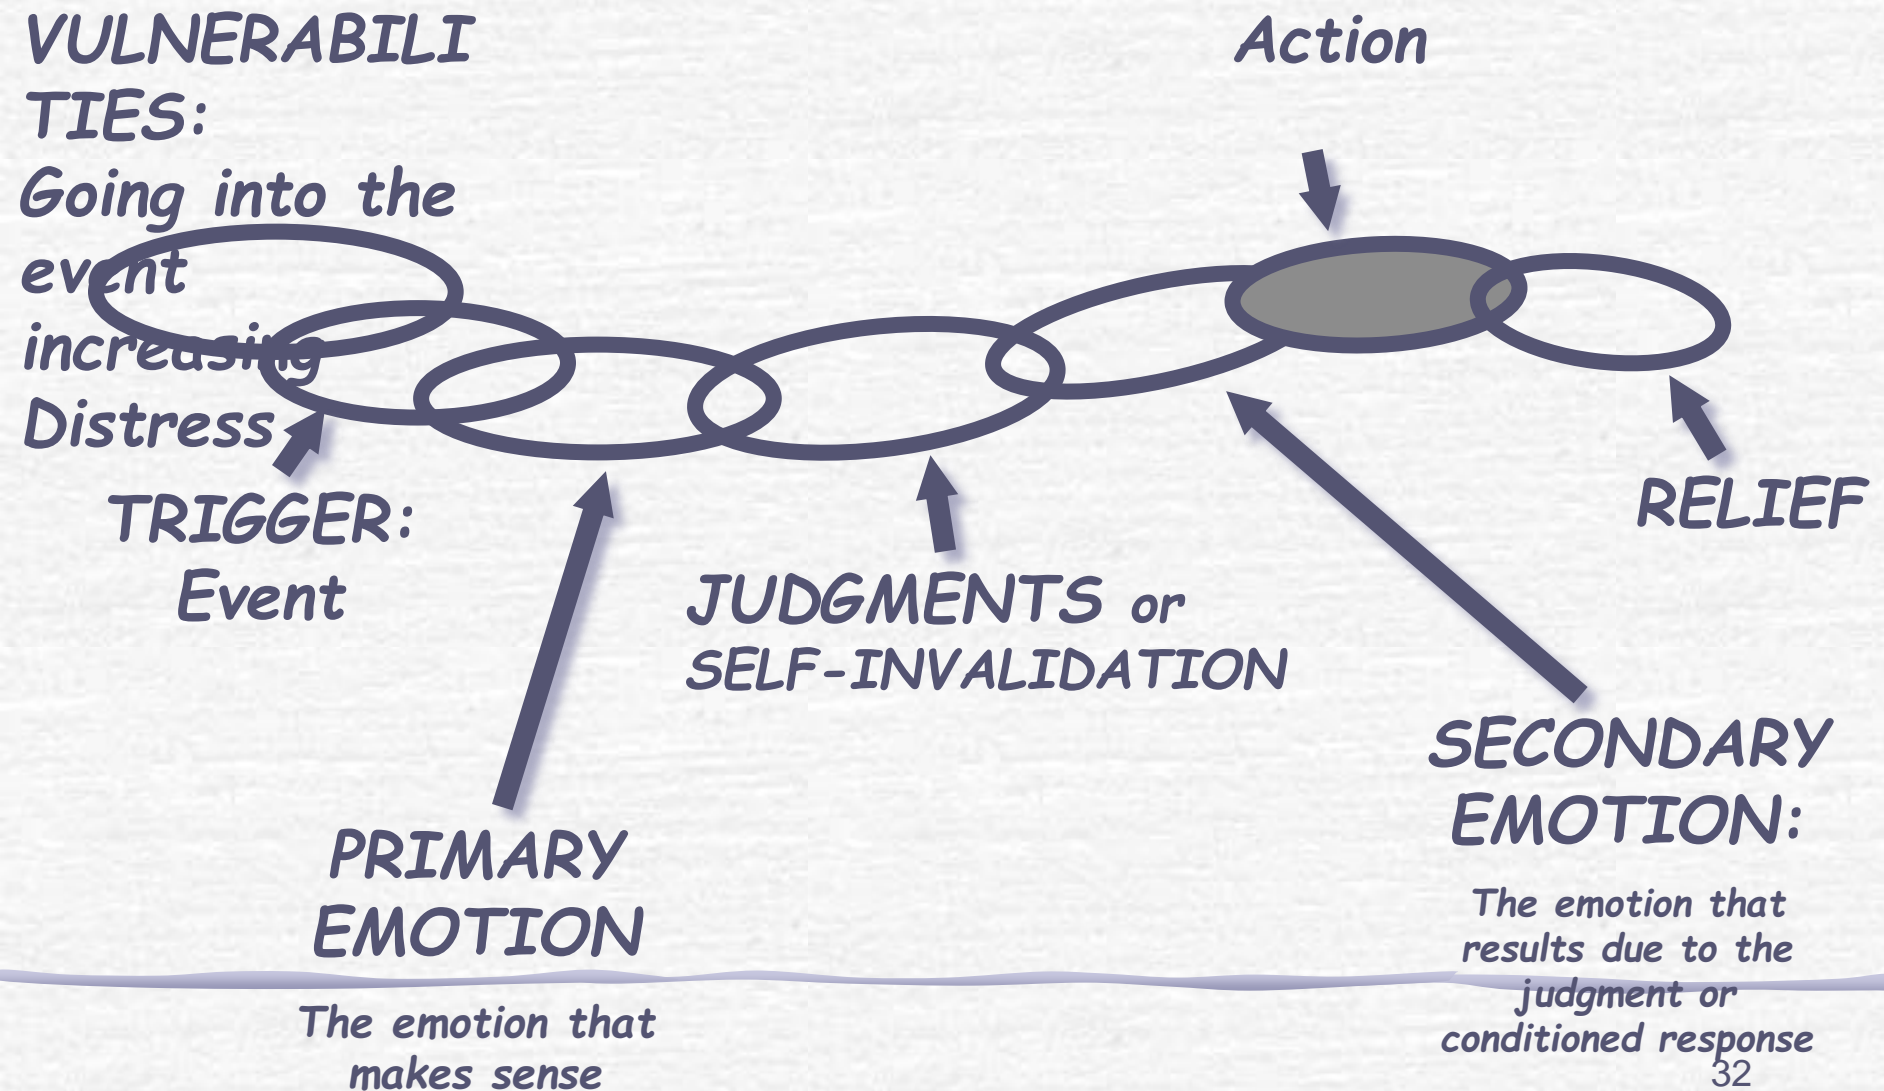 VULNERABILI
TIES:
Going into the
event
increasing
Distress
Action
TRIGGER:
Event
RELIEF
JUDGMENTS or
SELF-INVALIDATION
PRIMARY
EMOTION
The emotion that
makes sense
SECONDARY
EMOTION:
The emotion that
results due to the
judgment or
conditioned response
32